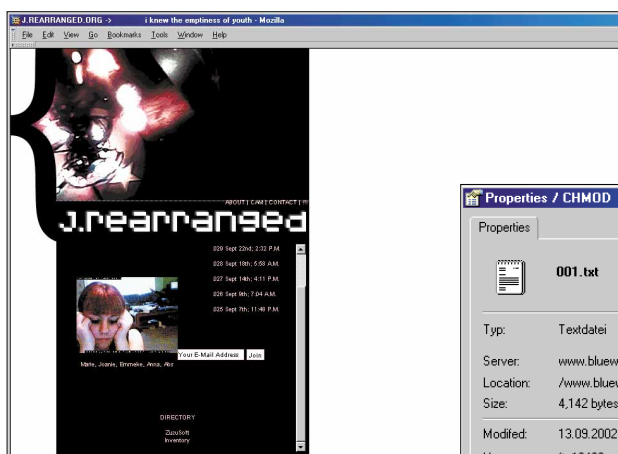 J.REARRANGED.ORG -> i knew the emptiness of youth - Mozilla
File Edit View Go Bookmarks Tools Window Help
ABOUT | CAM | CONTACT |
j.rearranged
029 Sept 22nd; 2:32 P.M.
028 Sept 18th; 5:58 A.M.
027 Sept 14th; 4:11 P.M.
026 Sept 9th; 7:04 A.M.
025 Sept 7th; 11:48 P.M.
Your E-Mail Address Join
Marie, Joanie, Emmeke, Anna, Abs
DIRECTORY
ZuzuSoft
Inventory
Properties / CHMOD
Properties
001.txt
Typ: Textdatei
Server: www.bluew
Location: /www.bluew
Size: 4,142 bytes
Modifed: 13.09.2002